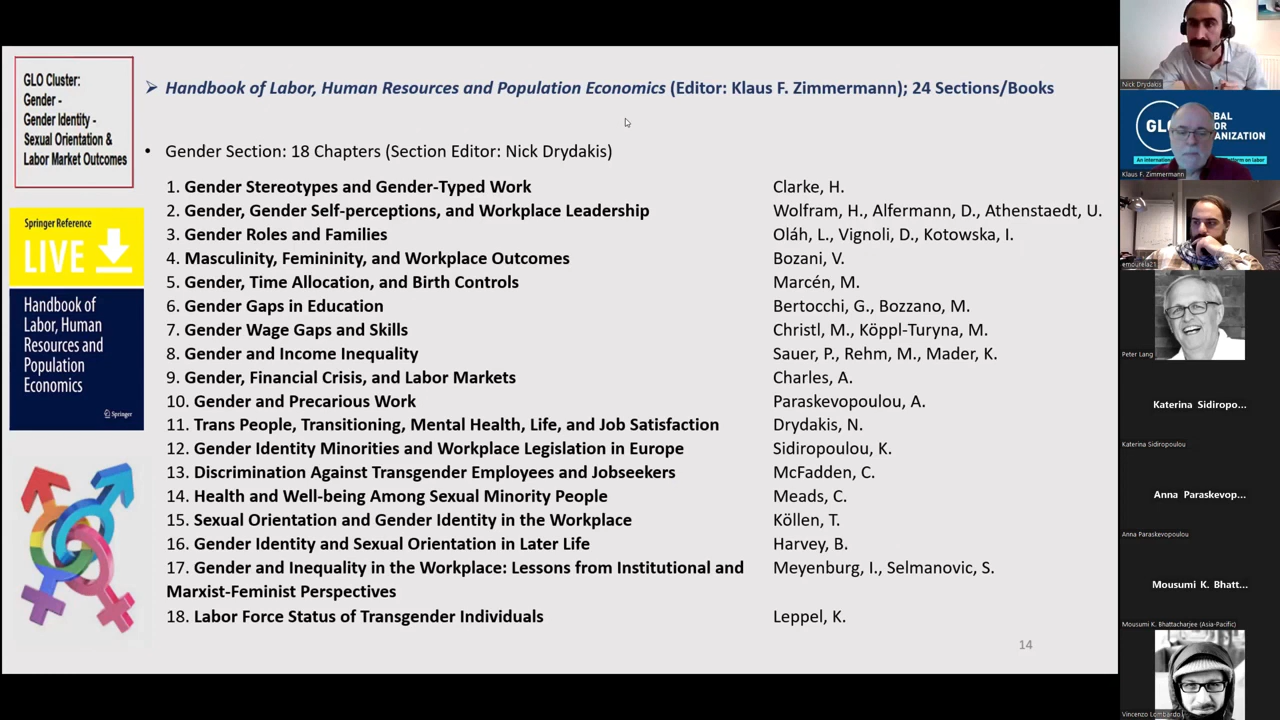 GLO Cluster:
Gender -
Gender Identity -
Sexual Orientation &
Labor Market Outcomes
➢ Handbook of Labor, Human Resources and Population Economics (Editor: Klaus F. Zimmermann); 24 Sections/Books
• Gender Section: 18 Chapters (Section Editor: Nick Drydakis)
1. Gender Stereotypes and Gender-Typed Work Clarke, H.
2. Gender, Gender Self-perceptions, and Workplace Leadership Wolfram, H., Alfermann, D., Athenstaedt, U.
3. Gender Roles and Families Oláh, L., Vignoli, D., Kotowska, I.
4. Masculinity, Femininity, and Workplace Outcomes Bozani, V.
5. Gender, Time Allocation, and Birth Controls Marcén, M.
6. Gender Gaps in Education Bertocchi, G., Bozzano, M.
7. Gender Wage Gaps and Skills Christl, M., Köppl-Turyna, M.
8. Gender and Income Inequality Sauer, P., Rehm, M., Mader, K.
9. Gender, Financial Crisis, and Labor Markets Charles, A.
10. Gender and Precarious Work Paraskevopoulou, A.
11. Trans People, Transitioning, Mental Health, Life, and Job Satisfaction Drydakis, N.
12. Gender Identity Minorities and Workplace Legislation in Europe Sidiropoulou, K.
13. Discrimination Against Transgender Employees and Jobseekers McFadden, C.
14. Health and Well-being Among Sexual Minority People Meads, C.
15. Sexual Orientation and Gender Identity in the Workplace Köllen, T.
16. Gender Identity and Sexual Orientation in Later Life Harvey, B.
17. Gender and Inequality in the Workplace: Lessons from Institutional and Meyenburg, I., Selmanovic, S.
Marxist-Feminist Perspectives
18. Labor Force Status of Transgender Individuals Leppel, K.
14
Springer Reference
LIVE
Handbook of
Labor, Human
Resources and
Population
Economics
Springer
Nick Drydakis
GL
BAL
OR
ANIZATION
Klaus F. Zimmermann
emourela21
Peter Lang
Katerina Sidiropo...
Katerina Sidiropoulou
Anna Paraskevop...
Anna Paraskevopoulou
Mousumi K. Bhatt...
Mousumi K. Bhattacharjee (Asia-Pacific)
Vincenzo Lombardo